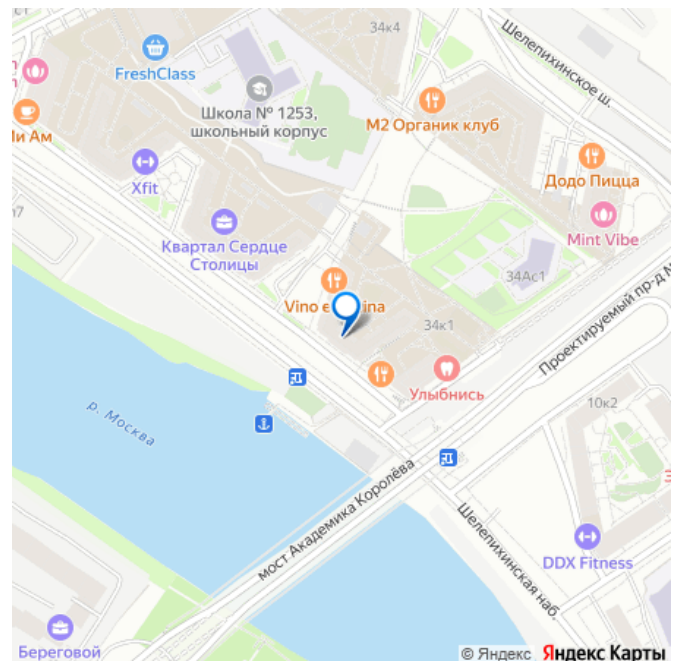 с1
34к4
Шелепихинское ш.
FreshClass
Школа № 1253,
школьный корпус
М2 Органик клуб
Xfit
Додо Пицца
Mint Vibe
Квартал Сердце
Столицы
34Ас1
Vino e
34к1
Проектируемый пр-д
Улыбнись
10к2
р. Москва
мост Академика Королёва
Шелепихинская наб.
DDX Fitness
Береговой
© Яндекс Яндекс Карты